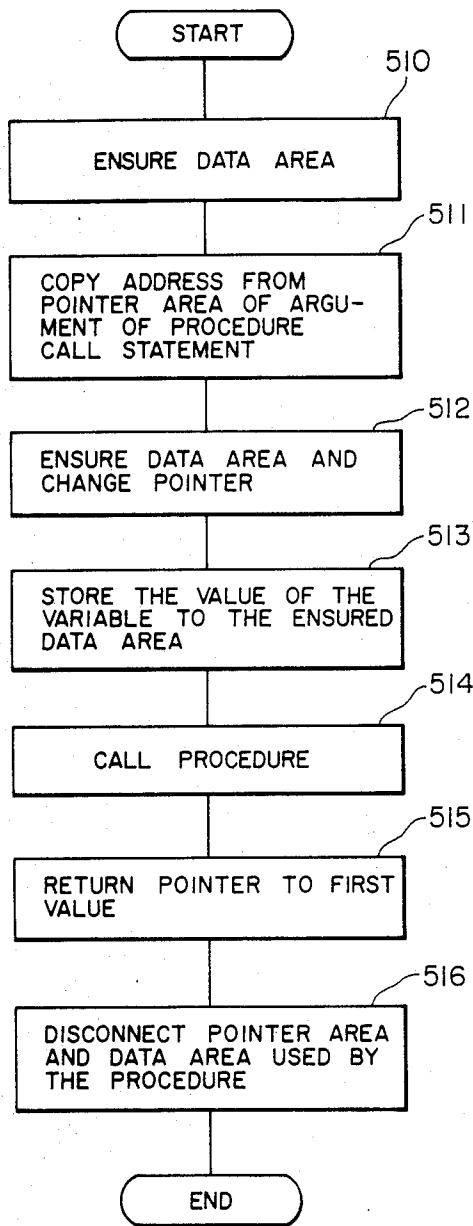 START
510
ENSURE DATA AREA
511
COPY ADDRESS FROM
POINTER AREA OF ARGU-
MENT OF PROCEDURE
CALL STATEMENT
512
ENSURE DATA AREA AND
CHANGE POINTER
513
STORE THE VALUE OF THE
VARIABLE TO THE ENSURED
DATA AREA
514
CALL PROCEDURE
515
RETURN POINTER TO FIRST
VALUE
516
DISCONNECT POINTER AREA
AND DATA AREA USED BY
THE PROCEDURE
END